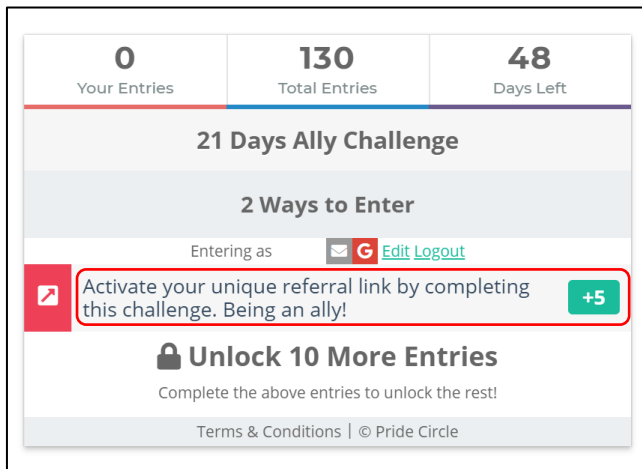 0 130 48
Your Entries Total Entries Days Left
21 Days Ally Challenge
2 Ways to Enter
Entering as G Edit Logout
Activate your unique referral link by completing
this challenge. Being an ally!
+5
Unlock 10 More Entries
Complete the above entries to unlock the rest!
Terms & Conditions | © Pride Circle